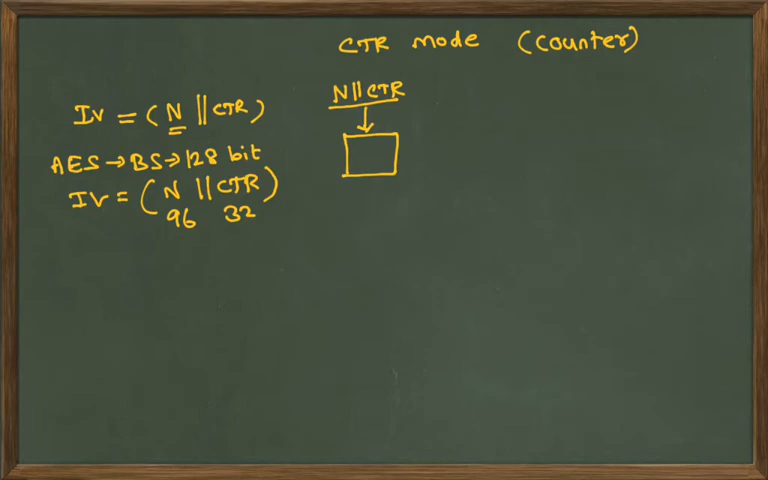 CTR mode (counter)
N||CTR
IV = (N || CTR)
AES → BS → 128 bit
IV = (N || CTR)
96 32